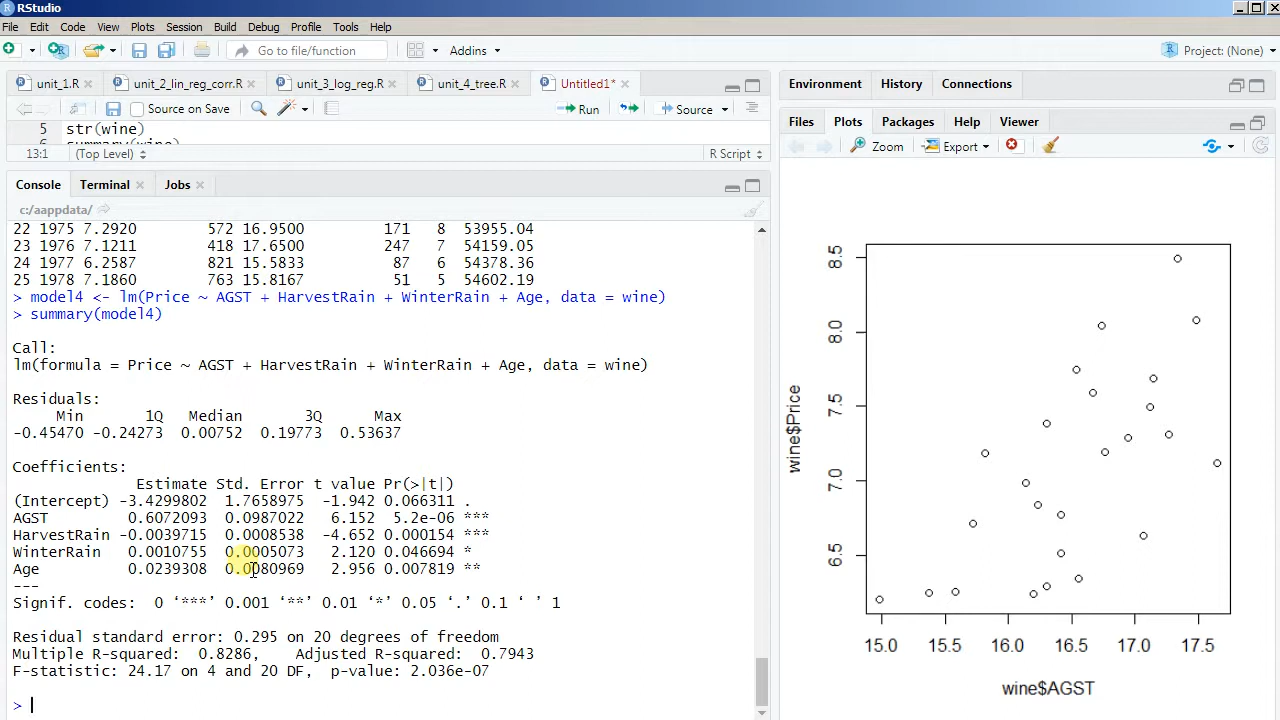 RStudio
File Edit Code View Plots Session Build Debug Profile Tools Help
Go to file/function Addins Project: (None)
unit_1.R unit_2_lin_reg_corr.R unit_3_log_reg.R unit_4_tree.R Untitled1*
Source on Save Run Source
5 str(wine)
6 summary(wine)
13:1 (Top Level) R Script
Console Terminal Jobs
c:/aappdata/
22 1975 7.2920 572 16.9500 171 8 53955.04
23 1976 7.1211 418 17.6500 247 7 54159.05
24 1977 6.2587 821 15.5833 87 6 54378.36
25 1978 7.1860 763 15.8167 51 5 54602.19
> model4 <- lm(Price ~ AGST + HarvestRain + WinterRain + Age, data = wine)
> summary(model4)
Call:
lm(formula = Price ~ AGST + HarvestRain + WinterRain + Age, data = wine)
Residuals:
Min 1Q Median 3Q Max
-0.45470 -0.24273 0.00752 0.19773 0.53637
Coefficients:
Estimate Std. Error t value Pr(>|t|)
(Intercept) -3.4299802 1.7658975 -1.942 0.066311 .
AGST 0.6072093 0.0987022 6.152 5.2e-06 ***
HarvestRain -0.0039715 0.0008538 -4.652 0.000154 ***
WinterRain 0.0010755 0.0005073 2.120 0.046694 *
Age 0.0239308 0.0080969 2.956 0.007819 **
---
Signif. codes: 0 ‘***’ 0.001 ‘**’ 0.01 ‘*’ 0.05 ‘.’ 0.1 ‘ ’ 1
Residual standard error: 0.295 on 20 degrees of freedom
Multiple R-squared: 0.8286, Adjusted R-squared: 0.7943
F-statistic: 24.17 on 4 and 20 DF, p-value: 2.036e-07
>
Environment History Connections
Files Plots Packages Help Viewer
Zoom Export
8.5
8.0
7.5
7.0
6.5
wine$Price
15.0 15.5 16.0 16.5 17.0 17.5
wine$AGST